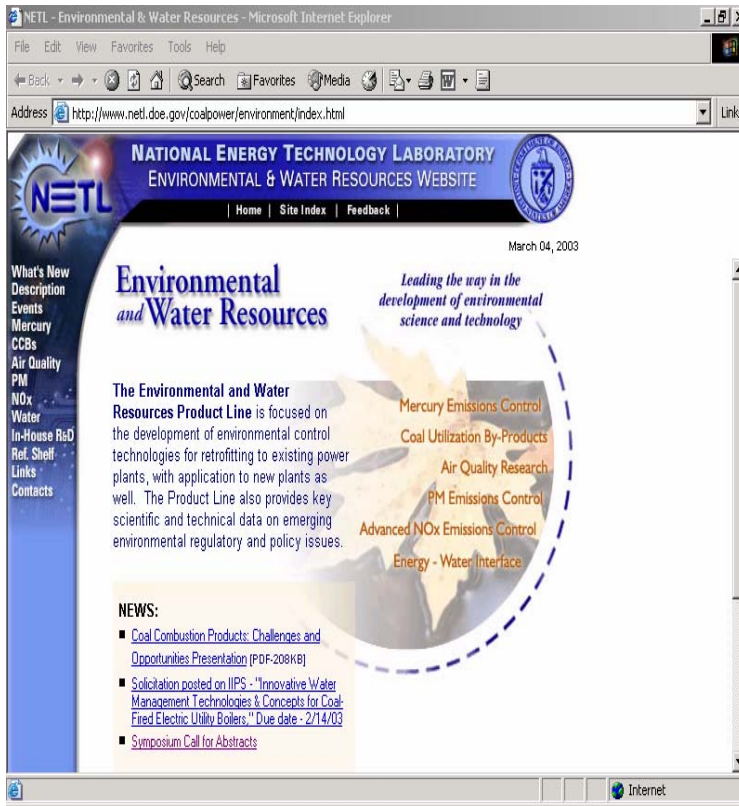 NETL - Environmental & Water Resources - Microsoft Internet Explorer
File Edit View Favorites Tools Help
Back Search Favorites Media
Address http://www.netl.doe.gov/coalpower/environment/index.html Link
NATIONAL ENERGY TECHNOLOGY LABORATORY
ENVIRONMENTAL & WATER RESOURCES WEBSITE
NETL
| Home | Site Index | Feedback |
March 04, 2003
What's New
Description
Events
Mercury
CCBs
Air Quality
PM
NOx
Water
In-House R&D
Ref. Shelf
Links
Contacts
Environmental
and Water Resources
Leading the way in the
development of environmental
science and technology
The Environmental and Water
Resources Product Line is focused on
the development of environmental control
technologies for retrofitting to existing power
plants, with application to new plants as
well. The Product Line also provides key
scientific and technical data on emerging
environmental regulatory and policy issues.
Mercury Emissions Control
Coal Utilization By-Products
Air Quality Research
PM Emissions Control
Advanced NOx Emissions Control
Energy - Water Interface
NEWS:
Coal Combustion Products: Challenges and
Opportunities Presentation [PDF-208KB]
Solicitation posted on IIPS - "Innovative Water
Management Technologies & Concepts for Coal-
Fired Electric Utility Boilers," Due date - 2/14/03
Symposium Call for Abstracts
Internet